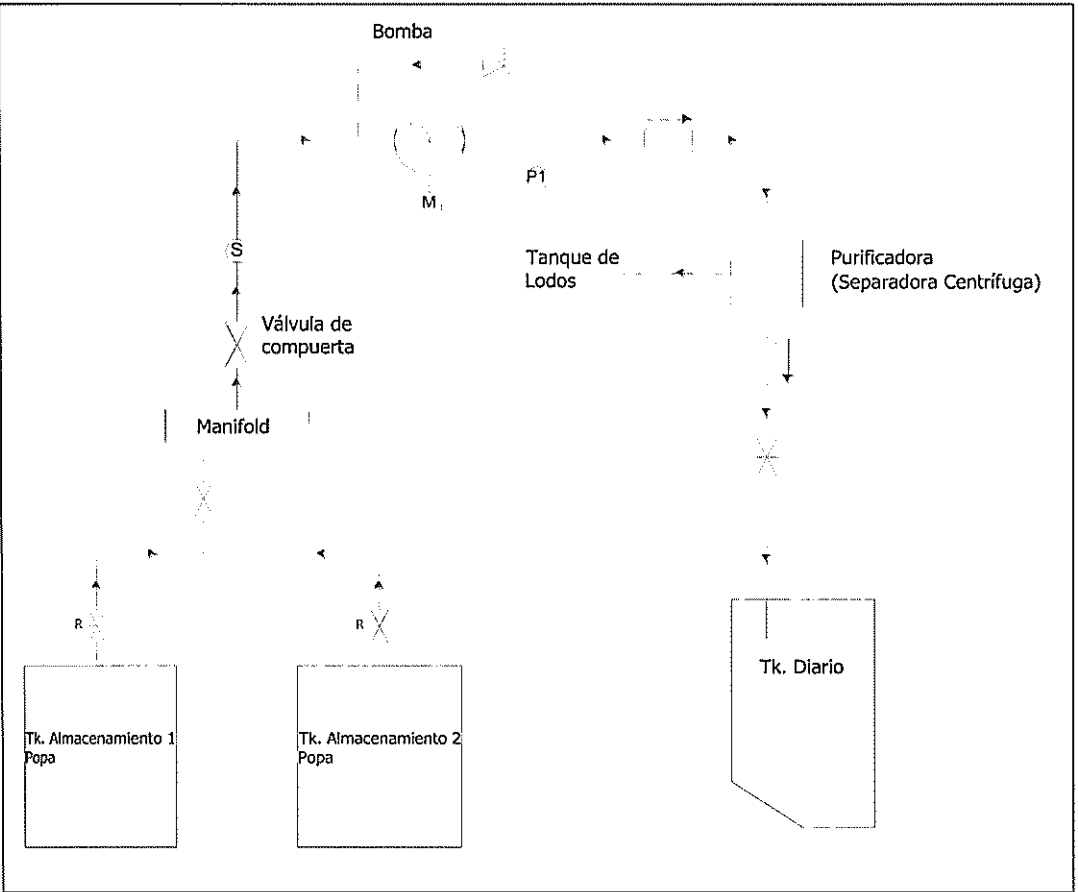 Bomba
P1
M
S
Tanque de
Lodos
Purificadora
(Separadora Centrífuga)
Válvula de
compuerta
Manifold
R
R
Tk. Diario
Tk. Almacenamiento 1
Popa
Tk. Almacenamiento 2
Popa